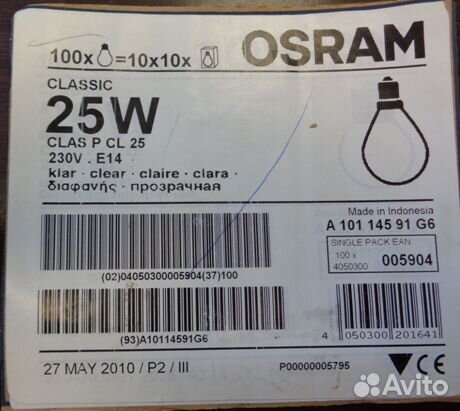 100x =10x10x
OSRAM
CLASSIC
25W
CLAS P CL 25
230V . E14
klar · clear · claire · clara ·
διαφανής · прозрачная
Made in Indonesia
A 101 145 91 G6
SINGLE PACK EAN
100 x
4050300 005904
(02)04050300005904(37)100
(93)A10114591G6
4 050300 201641
27 MAY 2010 / P2 / III
P00000005795
CE
Avito